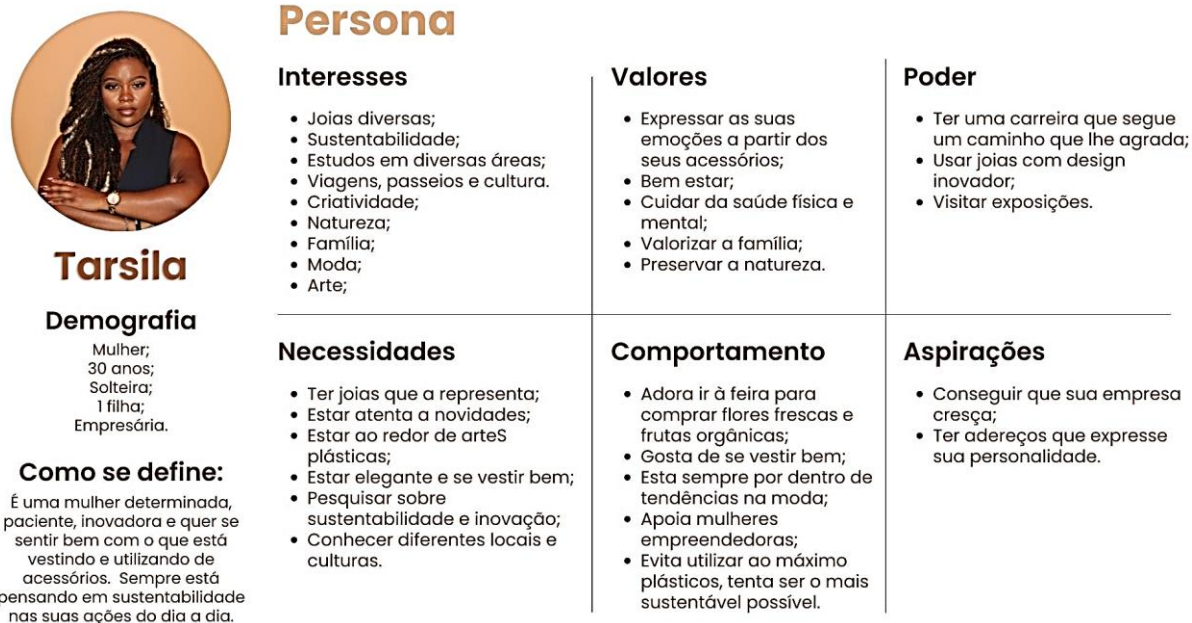 Persona
Tarsila
Demografia
Mulher;
30 anos;
Solteira;
1 filha;
Empresária.
Como se define:
É uma mulher determinada,
paciente, inovadora e quer se
sentir bem com o que está
vestindo e utilizando de
acessórios. Sempre está
pensando em sustentabilidade
nas suas ações do dia a dia.
Interesses
• Joias diversas;
• Sustentabilidade;
• Estudos em diversas áreas;
• Viagens, passeios e cultura.
• Criatividade;
• Natureza;
• Família;
• Moda;
• Arte;
Valores
• Expressar as suas
emoções a partir dos
seus acessórios;
• Bem estar;
• Cuidar da saúde física e
mental;
• Valorizar a família;
• Preservar a natureza.
Poder
• Ter uma carreira que segue
um caminho que lhe agrada;
• Usar joias com design
inovador;
• Visitar exposições.
Necessidades
• Ter joias que a representa;
• Estar atenta a novidades;
• Estar ao redor de arteS
plásticas;
• Estar elegante e se vestir bem;
• Pesquisar sobre
sustentabilidade e inovação;
• Conhecer diferentes locais e
culturas.
Comportamento
• Adora ir à feira para
comprar flores frescas e
frutas orgânicas;
• Gosta de se vestir bem;
• Esta sempre por dentro de
tendências na moda;
• Apoia mulheres
empreendedoras;
• Evita utilizar ao máximo
plásticos, tenta ser o mais
sustentável possível.
Aspirações
• Conseguir que sua empresa
cresça;
• Ter adereços que expresse
sua personalidade.